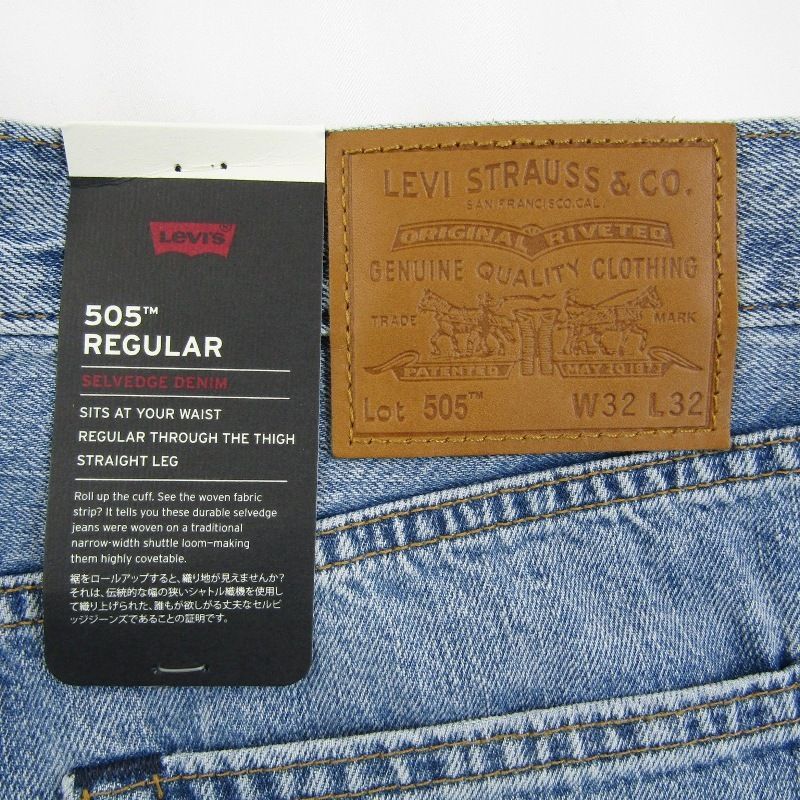 Levi's®
505™
REGULAR
SELVEDGE DENIM
SITS AT YOUR WAIST
REGULAR THROUGH THE THIGH
STRAIGHT LEG
Roll up the cuff. See the woven fabric
strip? It tells you these durable selvedge
jeans were woven on a traditional
narrow-width shuttle loom—making
them highly covetable.
裾をロールアップすると、織り地が見えませんか？
それは、伝統的な幅の狭いシャトル織機を使用し
て織り上げられた、誰もが欲しがる丈夫なセルビ
ッジジーンズであることの証明です。
LEVI STRAUSS & CO.
SAN FRANCISCO, CAL.
ORIGINAL RIVETED
GENUINE QUALITY CLOTHING
TRADE MARK
PATENTED MAY 20 1873
Lot 505™ W32 L32